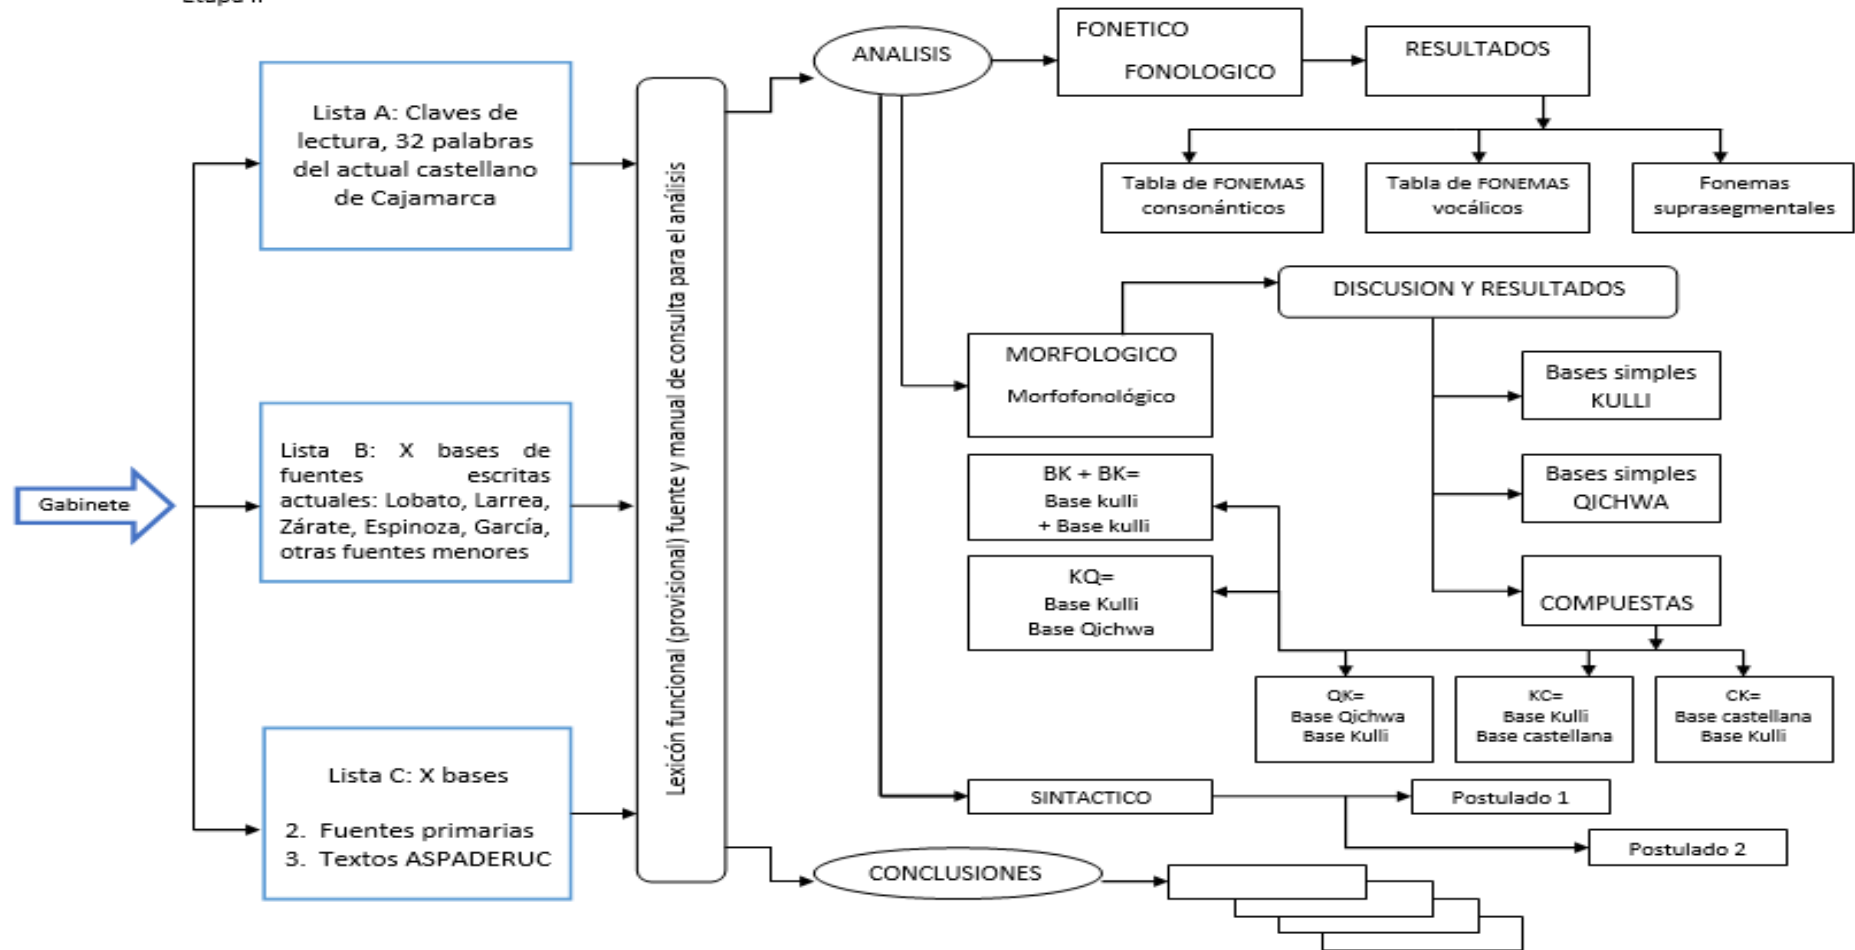 Gabinete
Lista A: Claves de
lectura, 32 palabras
del actual castellano
de Cajamarca
Lista B: X bases de
fuentes escritas
actuales: Lobato, Larrea,
Zárate, Espinoza, García,
otras fuentes menores
Lista C: X bases
2. Fuentes primarias
3. Textos ASPADERUC
Lexicón funcional (provisional) fuente y manual de consulta para el análisis
ANALISIS
FONETICO
FONOLOGICO
RESULTADOS
Tabla de FONEMAS
consonánticos
Tabla de FONEMAS
vocálicos
Fonemas
suprasegmentales
MORFOLOGICO
Morfofonológico
DISCUSION Y RESULTADOS
Bases simples
KULLI
Bases simples
QICHWA
COMPUESTAS
BK + BK=
Base kulli
+ Base kulli
KQ=
Base Kulli
Base Qichwa
QK=
Base Qichwa
Base Kulli
KC=
Base Kulli
Base castellana
CK=
Base castellana
Base Kulli
SINTACTICO
Postulado 1
Postulado 2
CONCLUSIONES